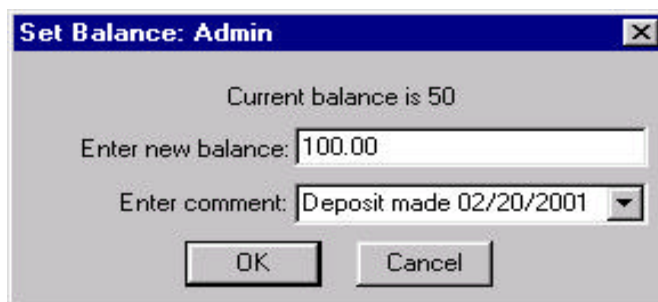 Set Balance: Admin
Current balance is 50
Enter new balance: 100.00
Enter comment: Deposit made 02/20/2001
OK Cancel